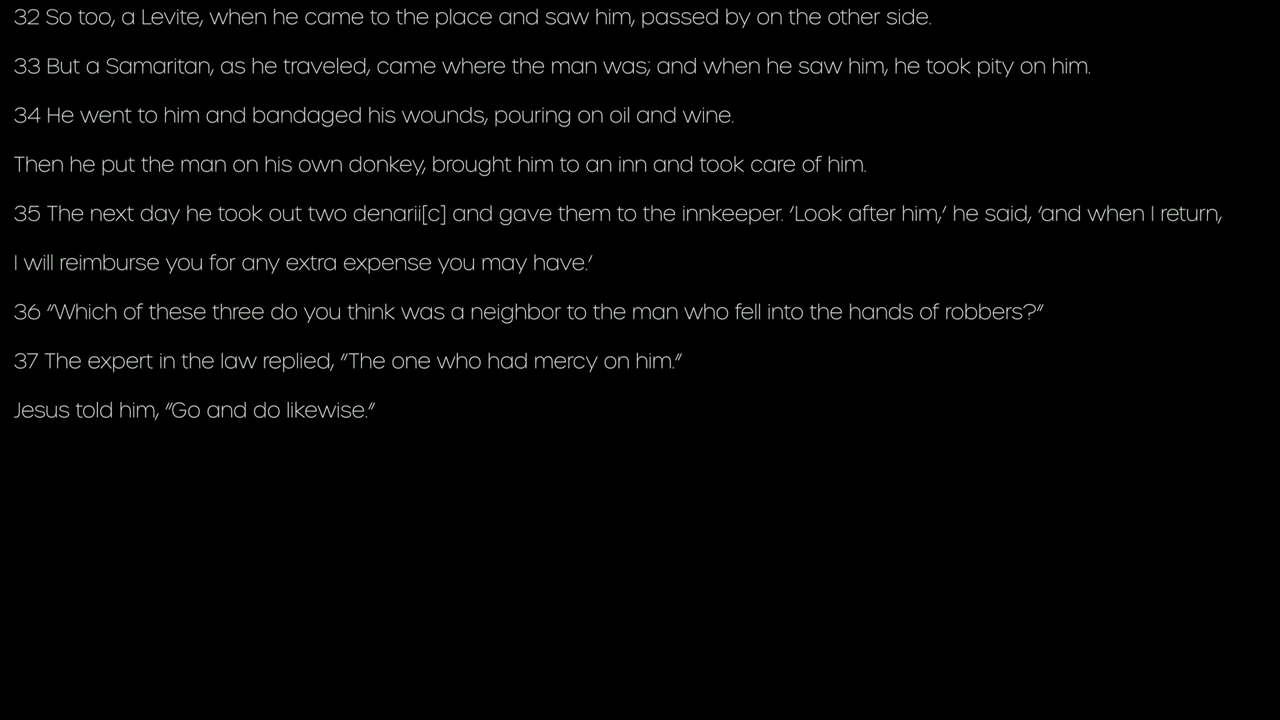 32 So too, a Levite, when he came to the place and saw him, passed by on the other side.
33 But a Samaritan, as he traveled, came where the man was; and when he saw him, he took pity on him.
34 He went to him and bandaged his wounds, pouring on oil and wine.
Then he put the man on his own donkey, brought him to an inn and took care of him.
35 The next day he took out two denarii[c] and gave them to the innkeeper. ‘Look after him,’ he said, ‘and when I return,
I will reimburse you for any extra expense you may have.’
36 “Which of these three do you think was a neighbor to the man who fell into the hands of robbers?”
37 The expert in the law replied, “The one who had mercy on him.”
Jesus told him, “Go and do likewise.”